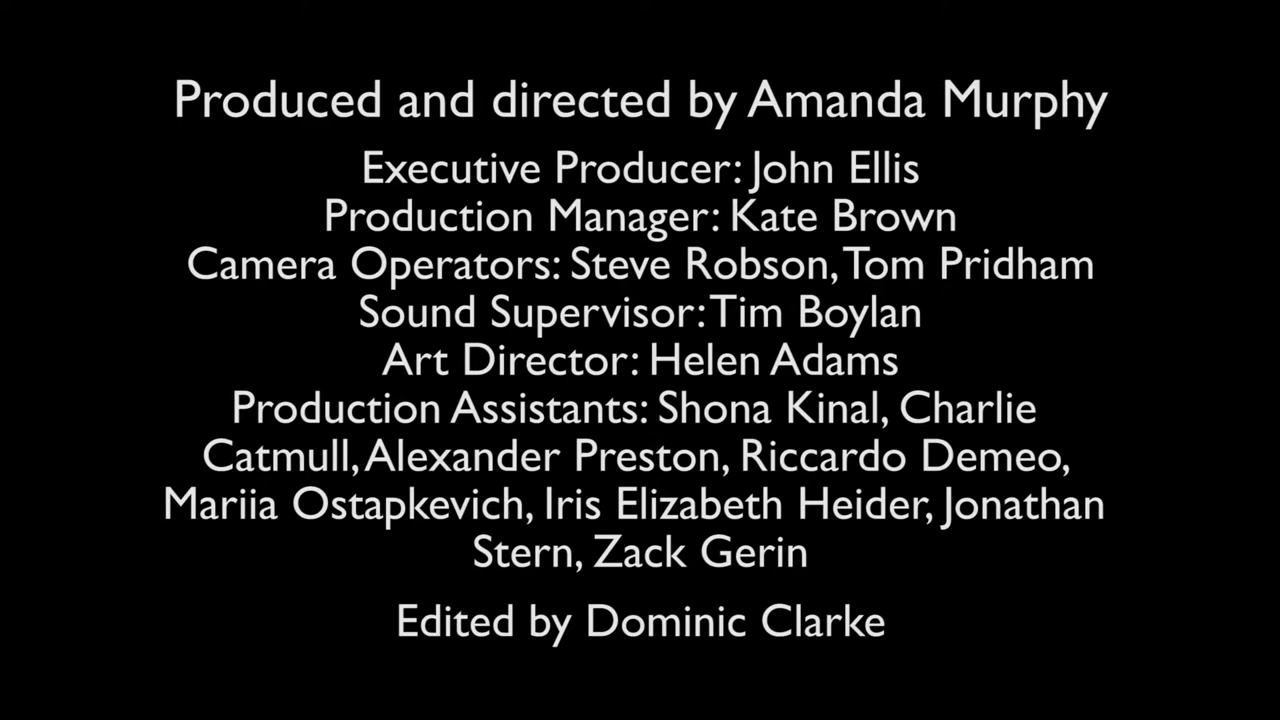 Produced and directed by Amanda Murphy
Executive Producer: John Ellis
Production Manager: Kate Brown
Camera Operators: Steve Robson, Tom Pridham
Sound Supervisor: Tim Boylan
Art Director: Helen Adams
Production Assistants: Shona Kinal, Charlie
Catmull, Alexander Preston, Riccardo Demeo,
Mariia Ostapkevich, Iris Elizabeth Heider, Jonathan
Stern, Zack Gerin
Edited by Dominic Clarke